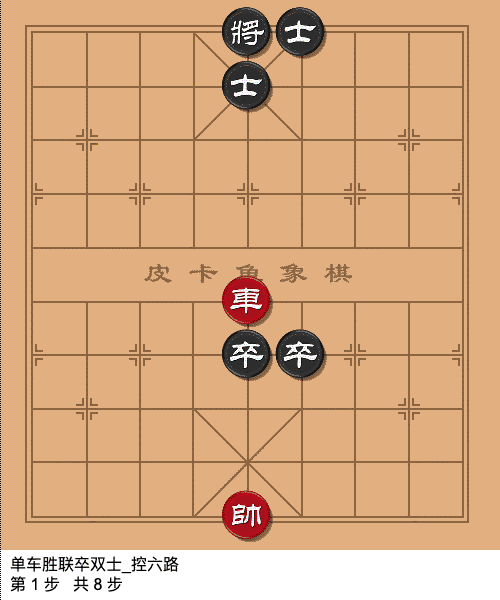 將 士
士
皮卡鱼象棋
車
卒 卒
帥
单车胜联卒双士_控六路
第 1 步 共 8 步